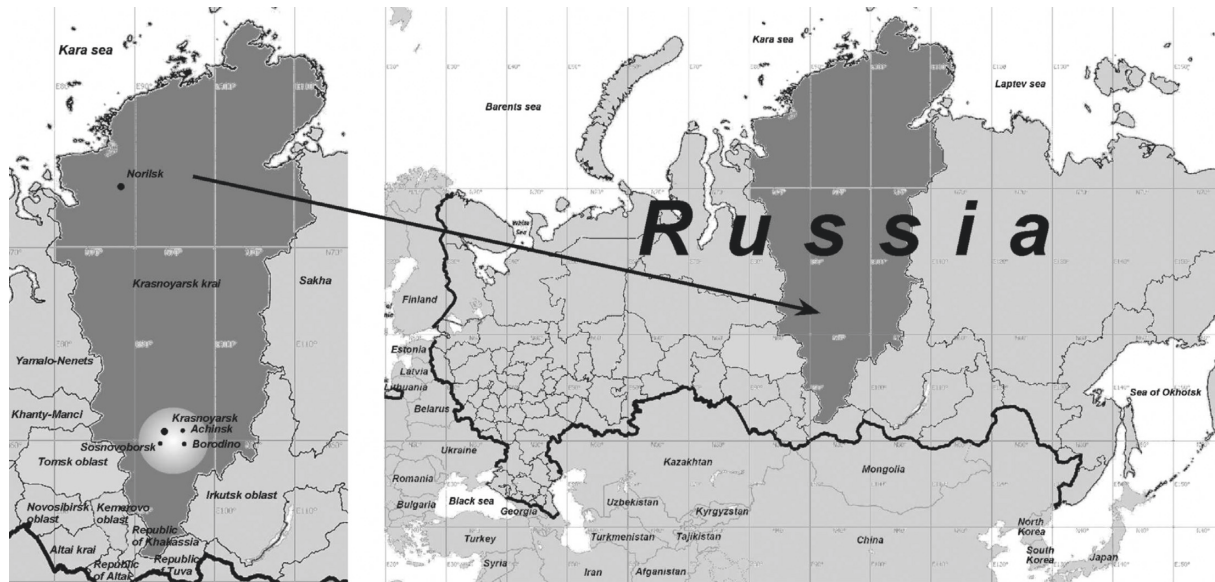 Kara sea
Norilsk
Krasnoyarsk krai
Sakha
Yamalo-Nenets
Khanty-Manci
Krasnoyarsk
Achinsk
Sosnovoborsk
Borodino
Tomsk oblast
Irkutsk oblast
Novosibirsk
oblast
Kemerovo
oblast
Republic
of Khakassia
Altai krai
Republic
of Altai
Republic
of Tuva
Kara sea
Barents sea
Laptev sea
White
Sea
Russia
Finland
Estonia
Latvia
Lithuania
Belarus
Ukraine
Romania
Bulgaria
Black sea
Georgia
Turkey
Syria
Iran
Kazakhtan
Uzbekistan
Kyrgyzstan
Turkmenistan
Tajikistan
Afganistan
Mongolia
China
Sea of Okhotsk
North
Korea
South
Korea
Japan